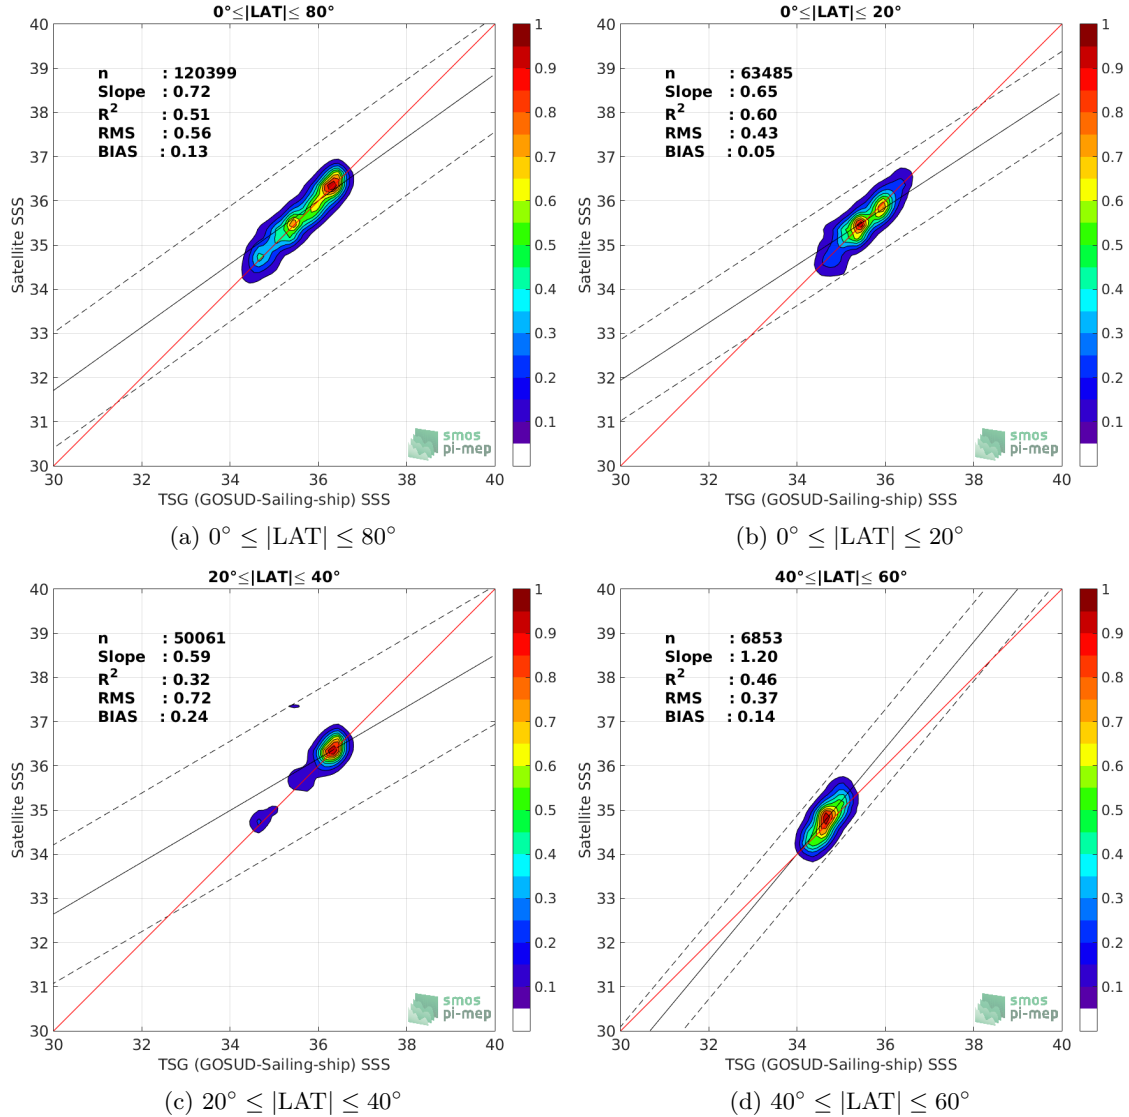 0°≤|LAT|≤ 80°
40
39
38
37
36
35
34
33
32
31
30
Satellite SSS
n : 120399
Slope : 0.72
R2 : 0.51
RMS : 0.56
BIAS : 0.13
smos
pi-mep
30 32 34 36 38 40
TSG (GOSUD-Sailing-ship) SSS
1
0.9
0.8
0.7
0.6
0.5
0.4
0.3
0.2
0.1
(a) 0° ≤ |LAT| ≤ 80°
0°≤|LAT|≤ 20°
40
39
38
37
36
35
34
33
32
31
30
Satellite SSS
n : 63485
Slope : 0.65
R2 : 0.60
RMS : 0.43
BIAS : 0.05
smos
pi-mep
30 32 34 36 38 40
TSG (GOSUD-Sailing-ship) SSS
1
0.9
0.8
0.7
0.6
0.5
0.4
0.3
0.2
0.1
(b) 0° ≤ |LAT| ≤ 20°
20°≤|LAT|≤ 40°
40
39
38
37
36
35
34
33
32
31
30
Satellite SSS
n : 50061
Slope : 0.59
R2 : 0.32
RMS : 0.72
BIAS : 0.24
smos
pi-mep
30 32 34 36 38 40
TSG (GOSUD-Sailing-ship) SSS
1
0.9
0.8
0.7
0.6
0.5
0.4
0.3
0.2
0.1
(c) 20° ≤ |LAT| ≤ 40°
40°≤|LAT|≤ 60°
40
39
38
37
36
35
34
33
32
31
30
Satellite SSS
n : 6853
Slope : 1.20
R2 : 0.46
RMS : 0.37
BIAS : 0.14
smos
pi-mep
30 32 34 36 38 40
TSG (GOSUD-Sailing-ship) SSS
1
0.9
0.8
0.7
0.6
0.5
0.4
0.3
0.2
0.1
(d) 40° ≤ |LAT| ≤ 60°